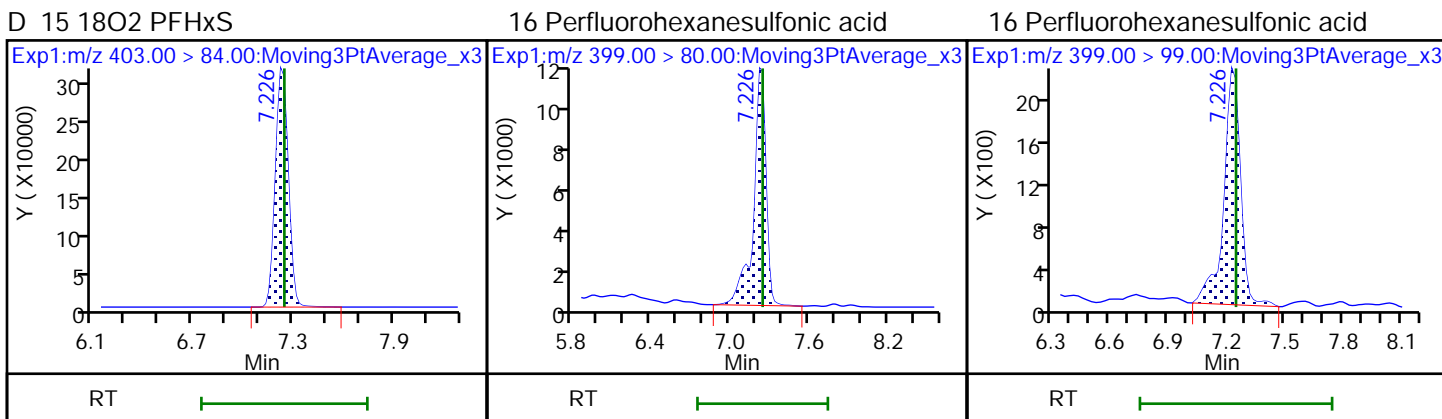 D 15 18O2 PFHxS
Exp1:m/z 403.00 > 84.00:Moving3PtAverage_x3
7.226
Y ( X10000)
30
25
20
15
10
5
0
6.1 6.7 7.3 7.9
Min
RT
16 Perfluorohexanesulfonic acid
Exp1:m/z 399.00 > 80.00:Moving3PtAverage_x3
7.226
Y ( X1000)
12
10
8
6
4
2
0
5.8 6.4 7.0 7.6 8.2
Min
RT
16 Perfluorohexanesulfonic acid
Exp1:m/z 399.00 > 99.00:Moving3PtAverage_x3
7.226
Y ( X100)
20
16
12
8
4
0
6.3 6.6 6.9 7.2 7.5 7.8 8.1
Min
RT